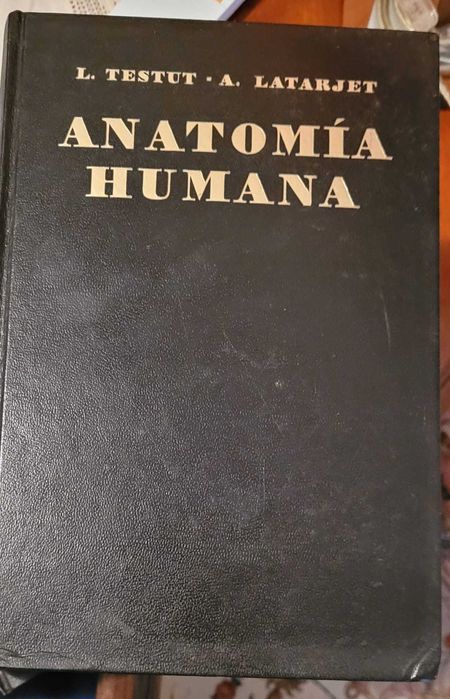 L. TESTUT · A. LATARJET
ANATOMÍA
HUMANA